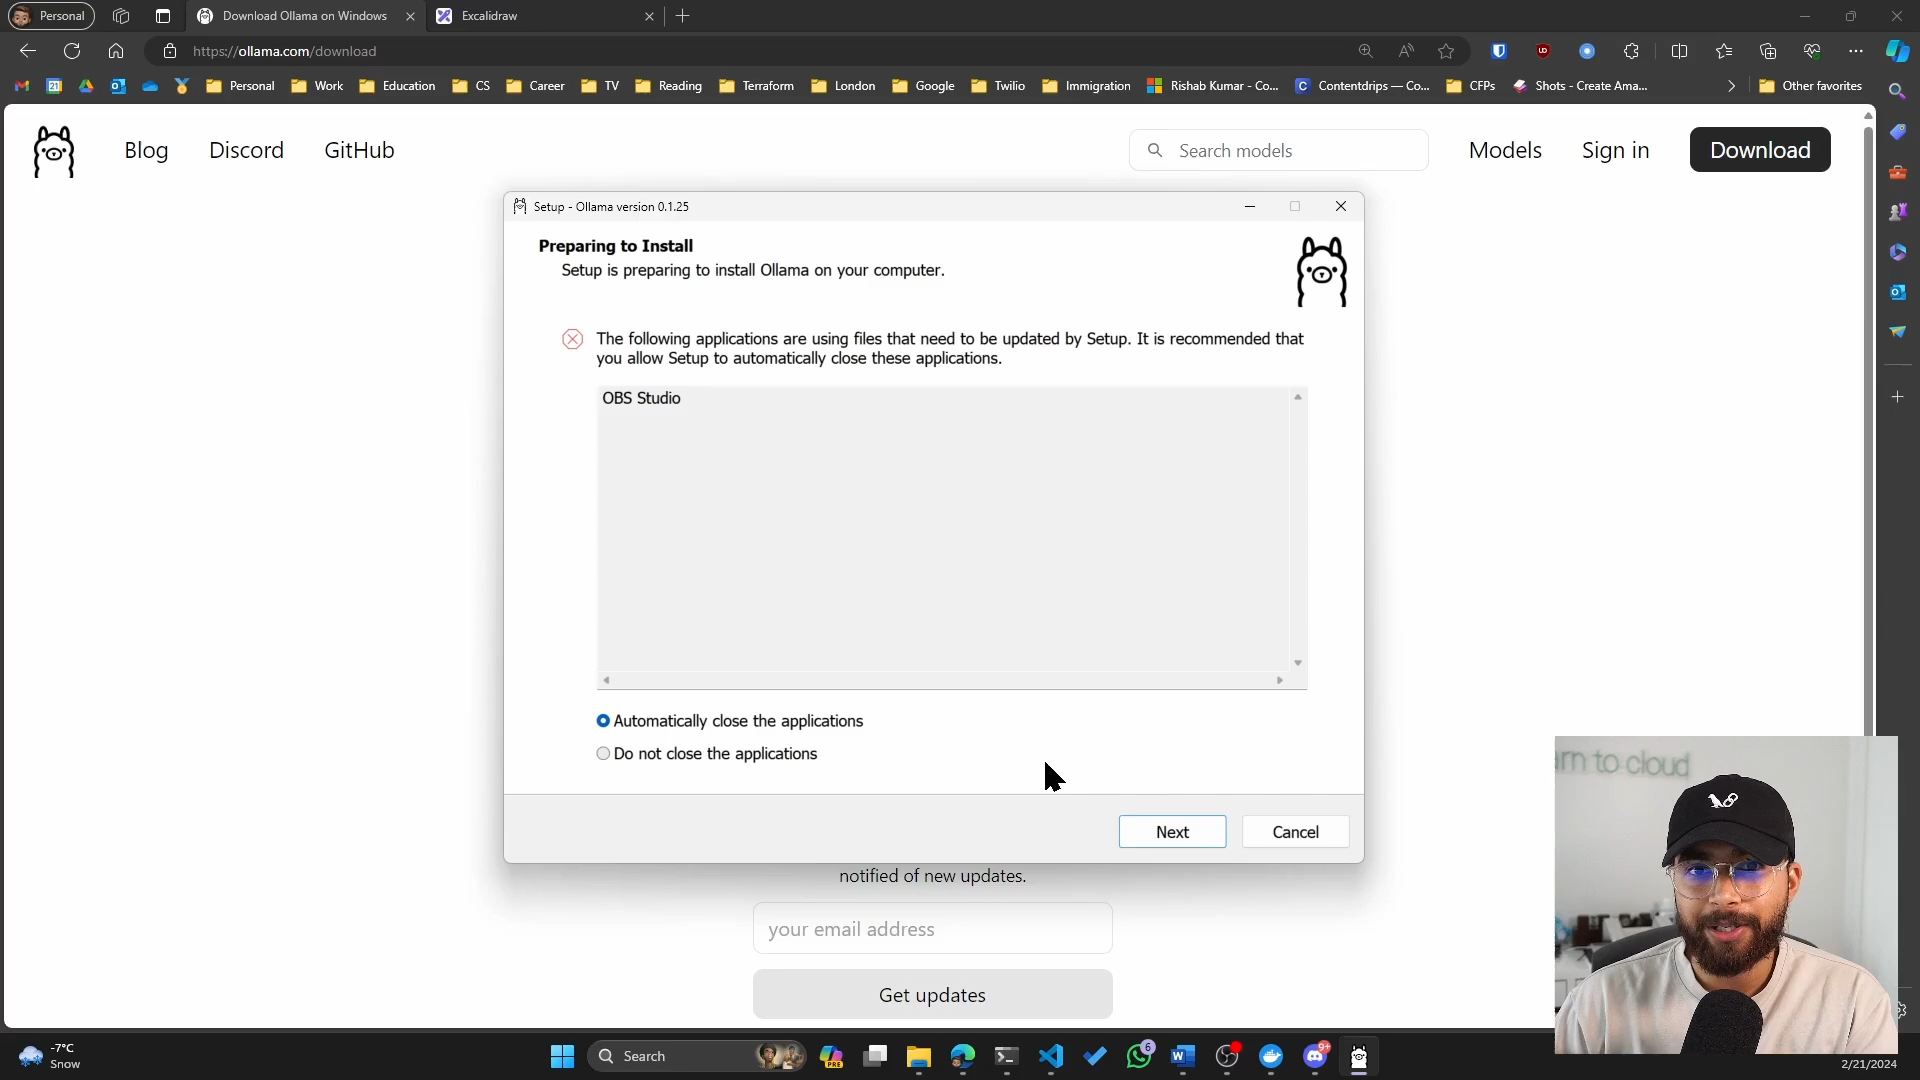 Personal
Download Ollama on Windows
Excalidraw
https://ollama.com/download
Personal
Work
Education
CS
Career
TV
Reading
Terraform
London
Google
Twilio
Immigration
Rishab Kumar - Co...
Contentdrips — Co...
CFPs
Shots - Create Ama...
Other favorites
Blog
Discord
GitHub
Search models
Models
Sign in
Download
Setup - Ollama version 0.1.25
Preparing to Install
Setup is preparing to install Ollama on your computer.
The following applications are using files that need to be updated by Setup. It is recommended that
you allow Setup to automatically close these applications.
OBS Studio
Automatically close the applications
Do not close the applications
Next
Cancel
notified of new updates.
your email address
Get updates
rn to cloud
-7°C
Snow
Search
PRE
6
9+
2/21/2024